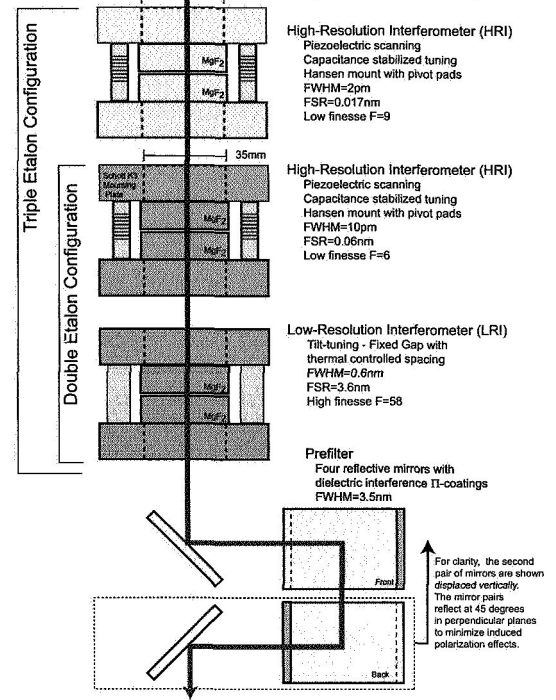 Triple Etalon Configuration
Double Etalon Configuration
High-Resolution Interferometer (HRI)
Piezoelectric scanning
Capacitance stabilized tuning
Hansen mount with pivot pads
FWHM=2pm
FSR=0.017nm
Low finesse F=9
MgF2
MgF2
35mm
High-Resolution Interferometer (HRI)
Piezoelectric scanning
Capacitance stabilized tuning
Hansen mount with pivot pads
FWHM=10pm
FSR=0.06nm
Low finesse F=6
Schott K3
Mounting
Plate
MgF2
MgF2
Low-Resolution Interferometer (LRI)
Tilt-tuning - Fixed Gap with
thermal controlled spacing
FWHM=0.6nm
FSR=3.6nm
High finesse F=58
MgF2
MgF2
Prefilter
Four reflective mirrors with
dielectric interference Π-coatings
FWHM=3.5nm
Front
Back
For clarity, the second
pair of mirrors are shown
displaced vertically.
The mirror pairs
reflect at 45 degrees
in perpendicular planes
to minimize induced
polarization effects.